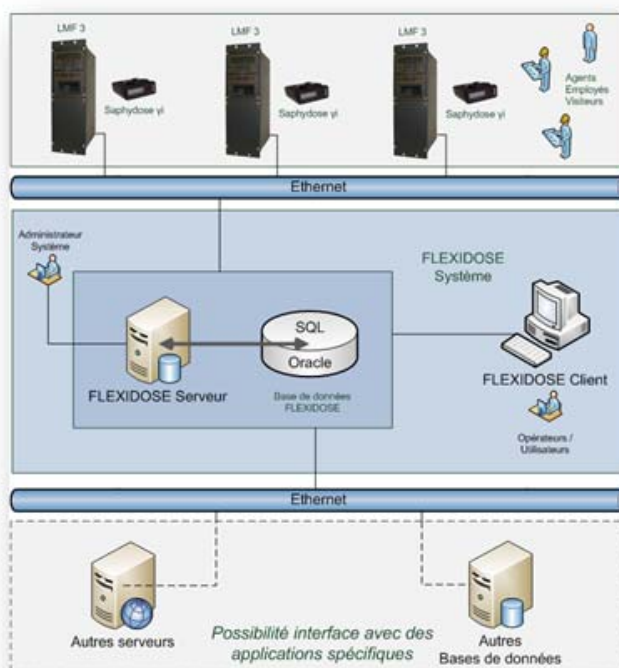 LMF 3
LMF 3
LMF 3
Saphydose γi
Saphydose γi
Saphydose γi
Agents
Employés
Visiteurs
Ethernet
Administrateur
Système
FLEXIDOSE
Système
SQL
Oracle
FLEXIDOSE Serveur
Base de données
FLEXIDOSE
FLEXIDOSE Client
Opérateurs /
Utilisateurs
Ethernet
Autres serveurs
Possibilité interface avec des
applications spécifiques
Autres
Bases de données